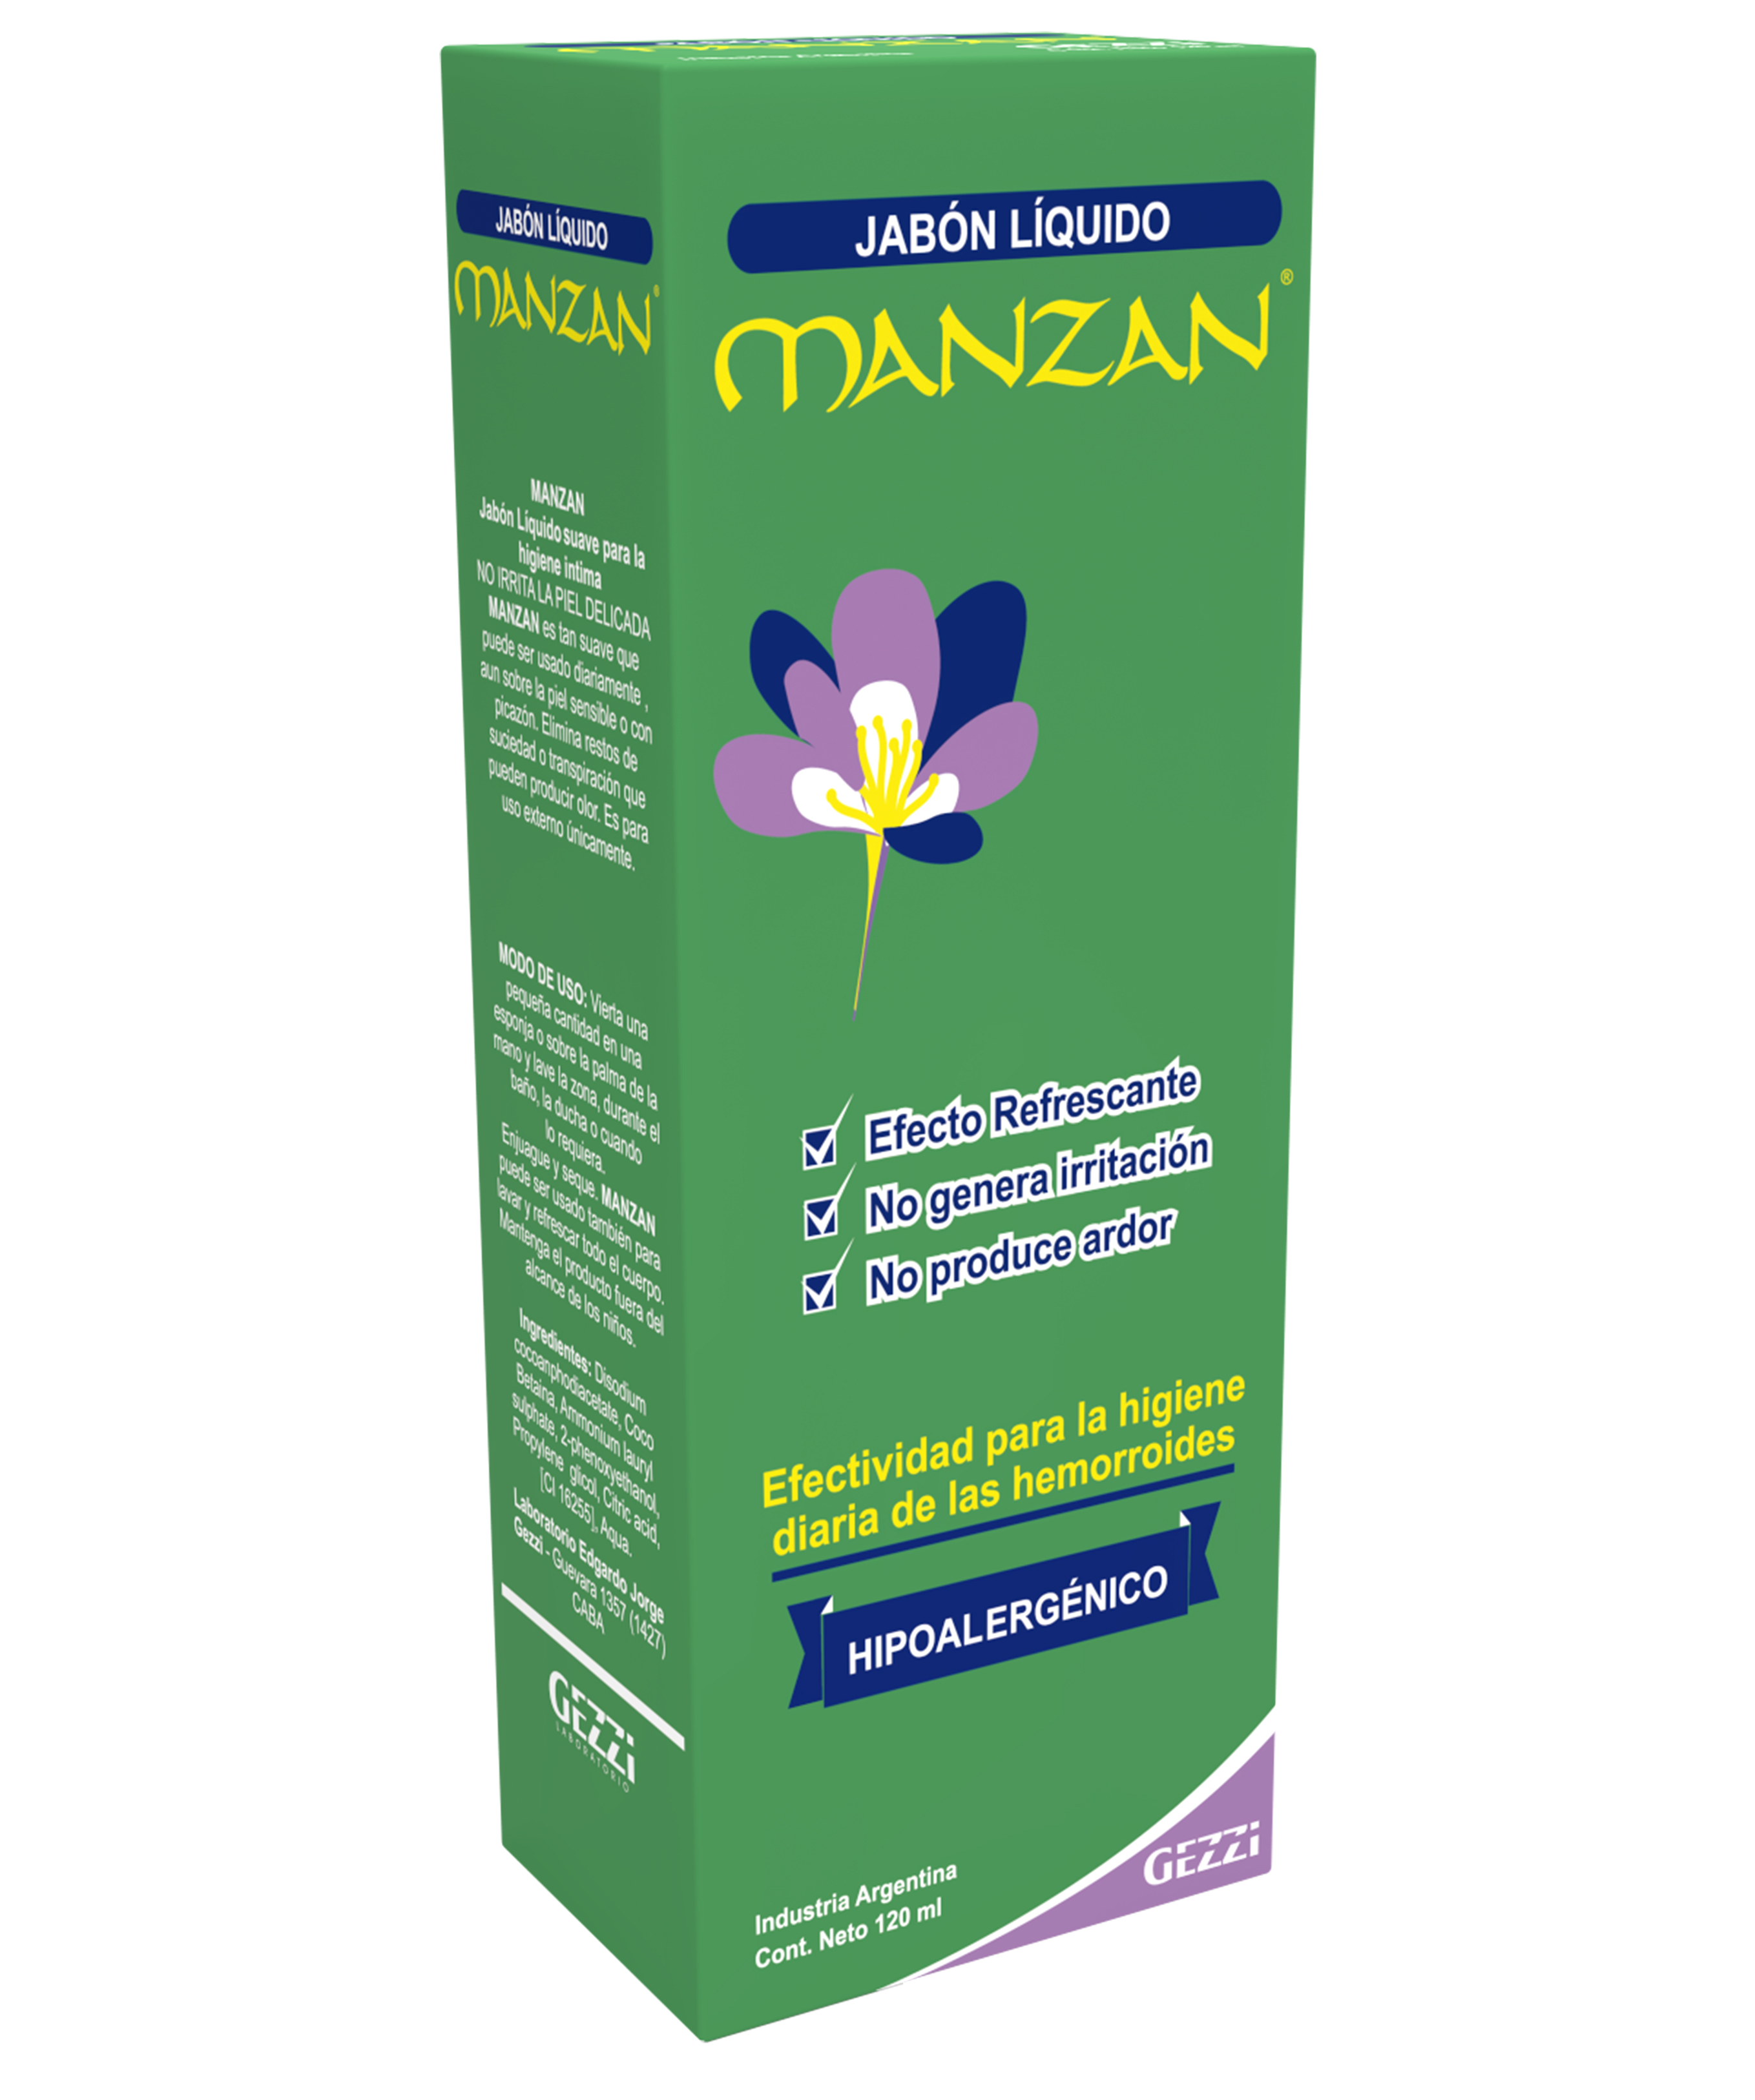 JABÓN LÍQUIDO
MANZAN®
MANZAN
Jabón Líquido suave para la
higiene intima
NO IRRITA LA PIEL DELICADA
MANZAN es tan suave que
puede ser usado diariamente ,
aun sobre la piel sensible o con
picazón. Elimina restos de
suciedad o transpiración que
pueden producir olor. Es para
uso externo únicamente.
MODO DE USO: Vierta una
pequeña cantidad en una
esponja o sobre la palma de la
mano y lave la zona, durante el
baño, la ducha o cuando
lo requiera.
Enjuague y seque. MANZAN
puede ser usado también para
lavar y refrescar todo el cuerpo.
Mantenga el producto fuera del
alcance de los niños.
Ingredientes: Disodium
cocoanphodiacetate, Coco
Betaina, Ammonium lauryl
sulphate, 2-phenoxyethanol,
Propylene glicol, Citric acid,
[CI 16255], Aqua.
Laboratorio Edgardo Jorge
Gezzi - Guevara 1357 (1427)
CABA
GEZZi
LABORATORIO
JABÓN LÍQUIDO
MANZAN®
Efecto Refrescante
No genera irritación
No produce ardor
Efectividad para la higiene
diaria de las hemorroides
HIPOALERGÉNICO
Industria Argentina
Cont. Neto 120 ml
GEZZi